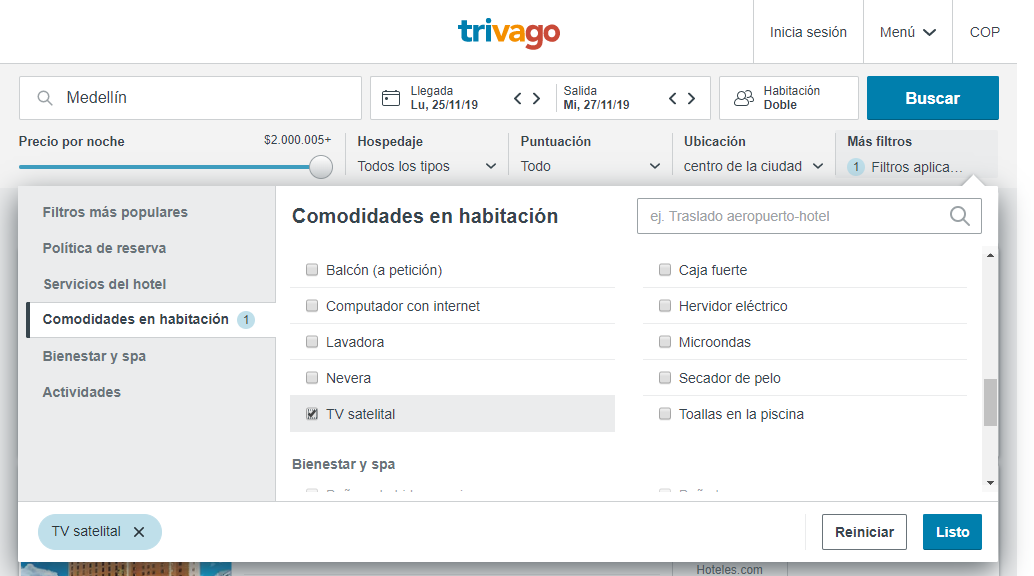 trivago
Inicia sesión
Menú
COP
Medellín
Llegada
Lu, 25/11/19
Salida
Mi, 27/11/19
Habitación
Doble
Buscar
Precio por noche
$2.000.005+
Hospedaje
Todos los tipos
Puntuación
Todo
Ubicación
centro de la ciudad
Más filtros
1 Filtros aplica...
Filtros más populares
Política de reserva
Servicios del hotel
Comodidades en habitación 1
Bienestar y spa
Actividades
Comodidades en habitación
ej. Traslado aeropuerto-hotel
Balcón (a petición)
Caja fuerte
Computador con internet
Hervidor eléctrico
Lavadora
Microondas
Nevera
Secador de pelo
TV satelital
Toallas en la piscina
Bienestar y spa
TV satelital
Reiniciar
Listo
Hoteles.com